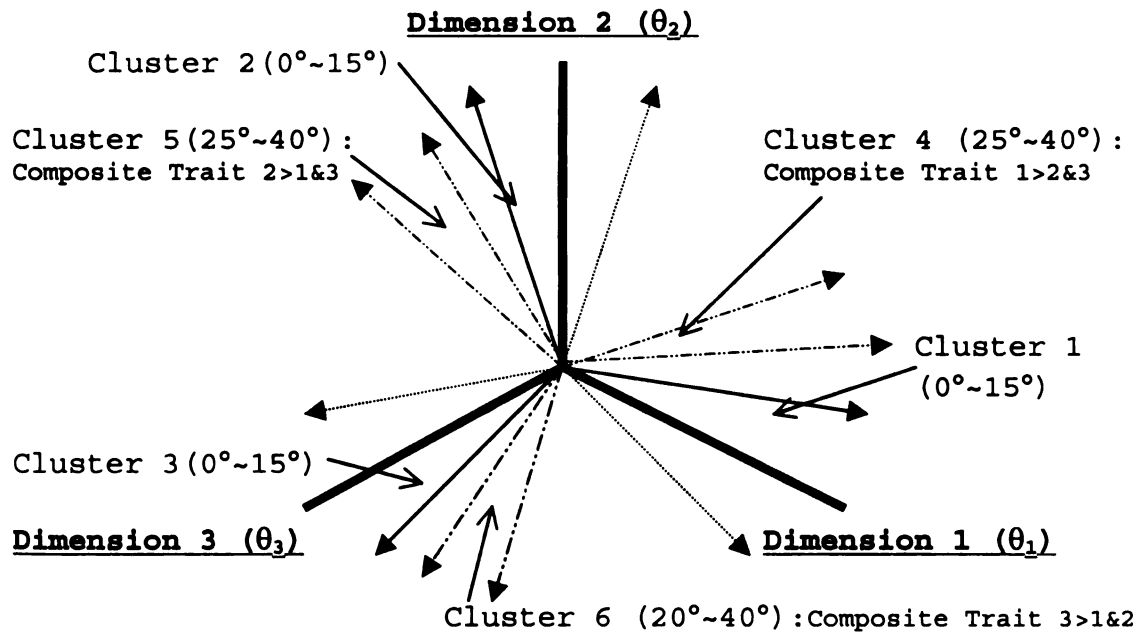 Dimension 2 (θ2)
Cluster 2(0°~15°)
Cluster 5(25°~40°):
Composite Trait 2>1&3
Cluster 4 (25°~40°):
Composite Trait 1>2&3
Cluster 1
(0°~15°)
Cluster 3(0°~15°)
Dimension 3 (θ3)
Dimension 1 (θ1)
Cluster 6 (20°~40°):Composite Trait 3>1&2